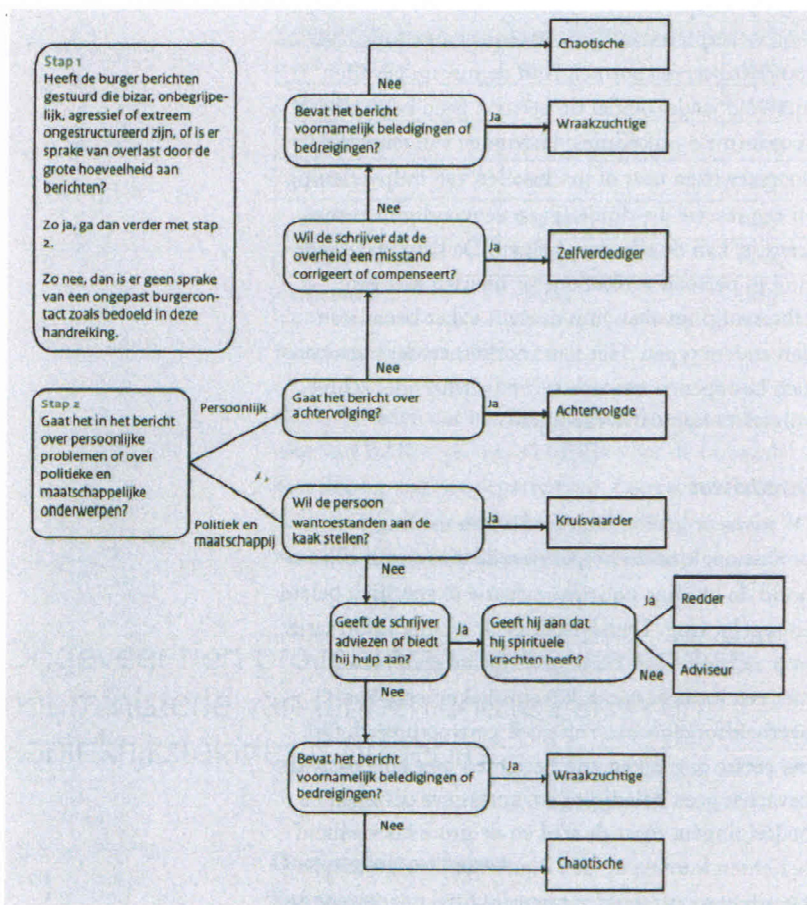 Stap 1
Heeft de burger berichten
gestuurd die bizar, onbegrijpe-
lijk, agressief of extreem
ongestructureerd zijn, of is er
sprake van overlast door de
grote hoeveelheid aan
berichten?
Zo ja, ga dan verder met stap
2.
Zo nee, dan is er geen sprake
van een ongepast burgercon-
tact zoals bedoeld in deze
handreiking.
Chaotische
Nee
Bevat het bericht
voornamelijk beledigingen of
bedreigingen?
Ja
Wraakzuchtige
Nee
Wil de schrijver dat de
overheid een misstand
corrigeert of compenseert?
Ja
Zelfverdediger
Nee
Stap 2
Gaat het in het bericht
over persoonlijke
problemen of over
politieke en
maatschappelijke
onderwerpen?
Persoonlijk
Gaat het bericht over
achtervolging?
Ja
Achtervolgde
Politiek en
maatschappij
Wil de persoon
wantoestanden aan de
kaak stellen?
Ja
Kruisvaarder
Nee
Geeft de schrijver
adviezen of biedt
hij hulp aan?
Ja
Geeft hij aan dat
hij spirituele
krachten heeft?
Ja
Redder
Nee
Adviseur
Nee
Bevat het bericht
voornamelijk beledigingen of
bedreigingen?
Ja
Wraakzuchtige
Nee
Chaotische